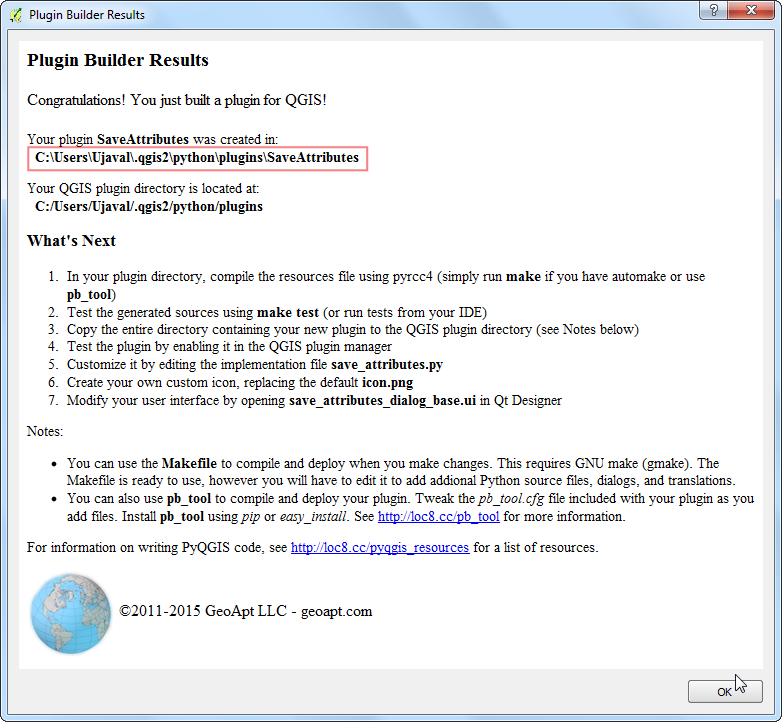 Plugin Builder Results
Plugin Builder Results
Congratulations! You just built a plugin for QGIS!
Your plugin SaveAttributes was created in:
C:\Users\Ujaval\.qgis2\python\plugins\SaveAttributes
Your QGIS plugin directory is located at:
C:/Users/Ujaval/.qgis2/python/plugins
What's Next
1. In your plugin directory, compile the resources file using pyrcc4 (simply run make if you have automake or use
pb_tool)
2. Test the generated sources using make test (or run tests from your IDE)
3. Copy the entire directory containing your new plugin to the QGIS plugin directory (see Notes below)
4. Test the plugin by enabling it in the QGIS plugin manager
5. Customize it by editing the implementation file save_attributes.py
6. Create your own custom icon, replacing the default icon.png
7. Modify your user interface by opening save_attributes_dialog_base.ui in Qt Designer
Notes:
• You can use the Makefile to compile and deploy when you make changes. This requires GNU make (gmake). The
Makefile is ready to use, however you will have to edit it to add addional Python source files, dialogs, and translations.
• You can also use pb_tool to compile and deploy your plugin. Tweak the pb_tool.cfg file included with your plugin as you
add files. Install pb_tool using pip or easy_install. See http://loc8.cc/pb_tool for more information.
For information on writing PyQGIS code, see http://loc8.cc/pyqgis_resources for a list of resources.
©2011-2015 GeoApt LLC - geoapt.com
OK